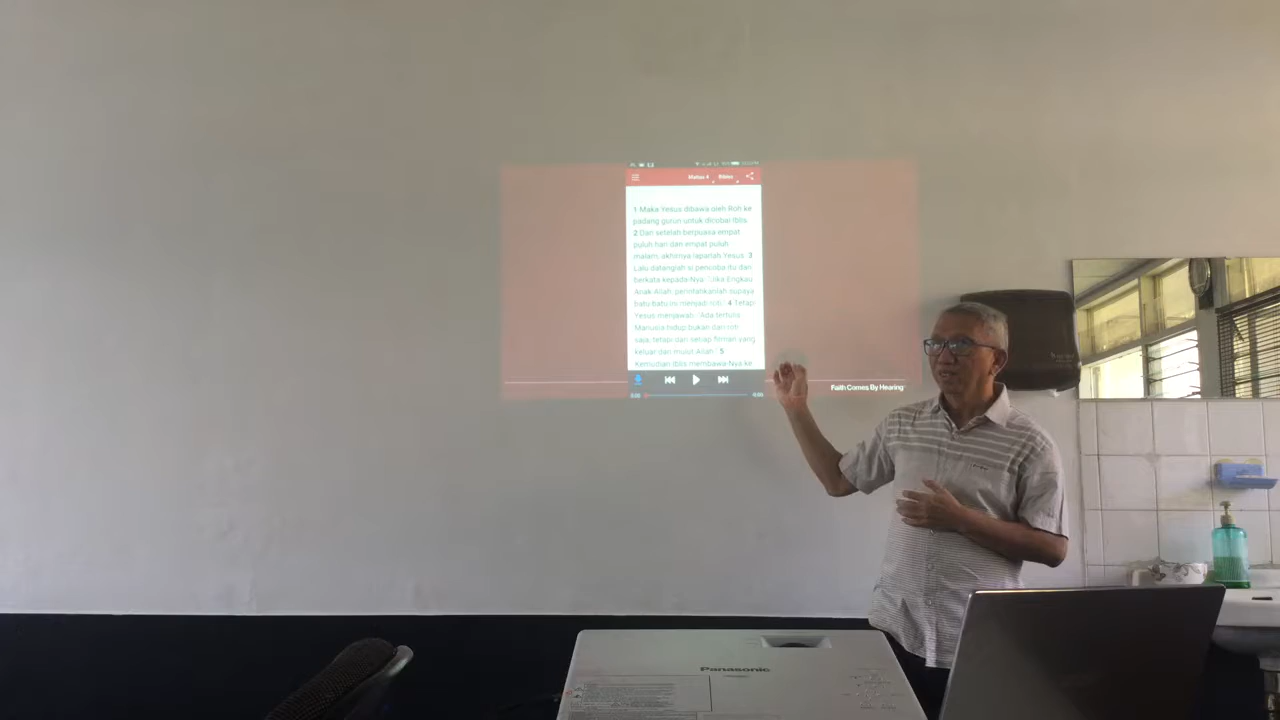 Matius 4 Bible
1 Maka Yesus dibawa oleh Roh ke
padang gurun untuk dicobai Iblis.
2 Dan setelah berpuasa empat
puluh hari dan empat puluh
malam, akhirnya laparlah Yesus. 3
Lalu datanglah si pencoba itu dan
berkata kepada-Nya: "Jika Engkau
Anak Allah, perintahkanlah supaya
batu-batu ini menjadi roti." 4 Tetapi
Yesus menjawab: "Ada tertulis:
Manusia hidup bukan dari roti
saja, tetapi dari setiap firman yang
keluar dari mulut Allah." 5
Kemudian Iblis membawa-Nya ke
Faith Comes By Hearing
Panasonic